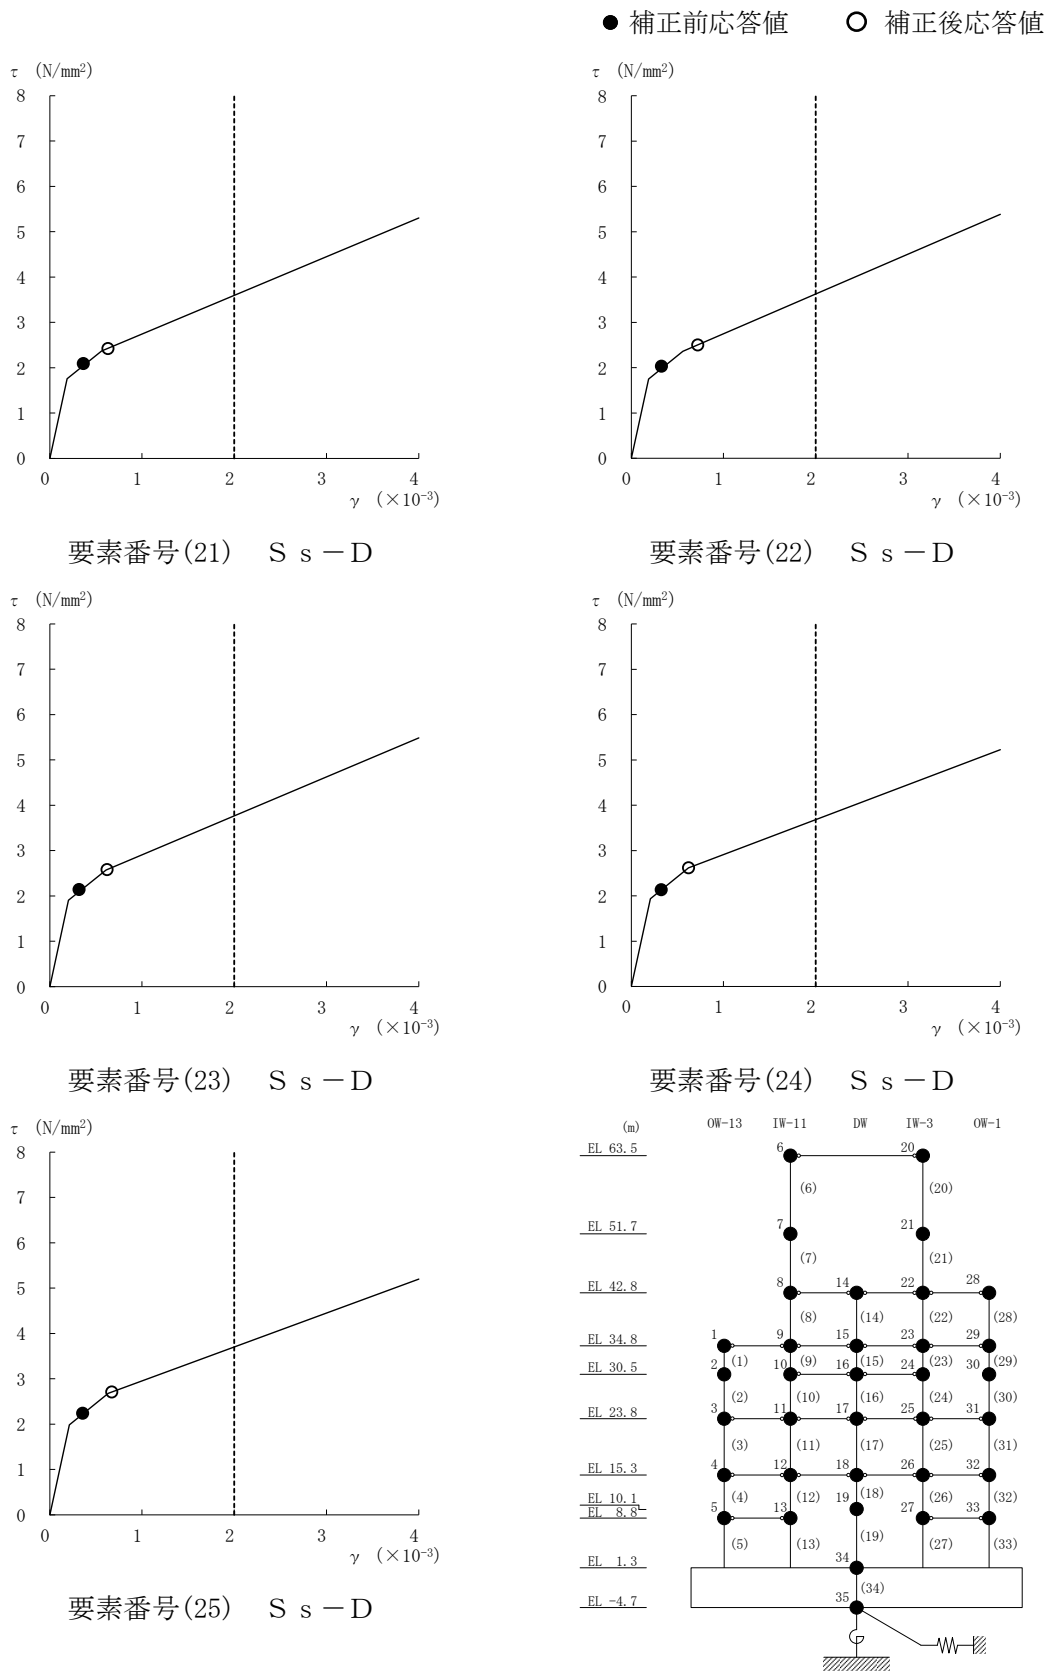 ● 補正前応答値 ○ 補正後応答値
τ (N/mm²)
8
7
6
5
4
3
2
1
0
0 1 2 3 4
γ (×10⁻³)
要素番号(21) Ｓｓ－Ｄ
τ (N/mm²)
8
7
6
5
4
3
2
1
0
0 1 2 3 4
γ (×10⁻³)
要素番号(22) Ｓｓ－Ｄ
τ (N/mm²)
8
7
6
5
4
3
2
1
0
0 1 2 3 4
γ (×10⁻³)
要素番号(23) Ｓｓ－Ｄ
τ (N/mm²)
8
7
6
5
4
3
2
1
0
0 1 2 3 4
γ (×10⁻³)
要素番号(24) Ｓｓ－Ｄ
τ (N/mm²)
8
7
6
5
4
3
2
1
0
0 1 2 3 4
γ (×10⁻³)
要素番号(25) Ｓｓ－Ｄ
(m) OW-13 IW-11 DW IW-3 OW-1
EL 63.5 6 20
(6) (20)
EL 51.7 7 21
(7) (21)
EL 42.8 8 14 22 28
(8) (14) (22) (28)
EL 34.8 1 9 15 23 29
(1) (9) (15) (23) (29)
EL 30.5 2 10 16 24 30
(2) (10) (16) (24) (30)
EL 23.8 3 11 17 25 31
(3) (11) (17) (25) (31)
EL 15.3 4 12 18 26 32
(4) (12) (18) (26) (32)
EL 10.1 19
EL 8.8 5 13 27 33
(5) (13) (19) (27) (33)
EL 1.3 34
(34)
EL -4.7 35